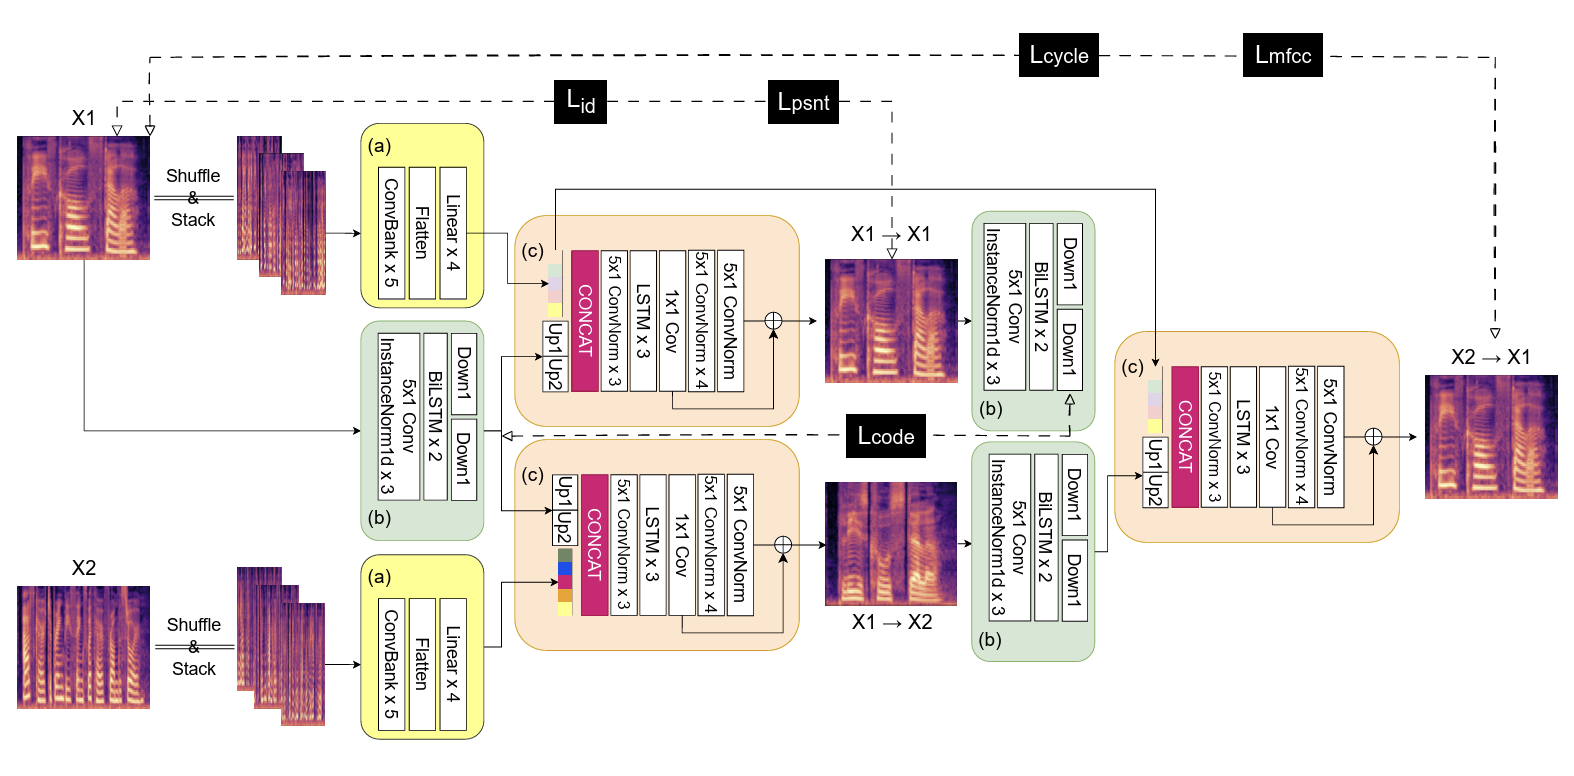 Lcycle
Lmfcc
Lid
Lpsnt
X1
Shuffle
&
Stack
(a)
ConvBank x 5
Flatten
Linear x 4
(b)
InstanceNorm1d x 3
5x1 Conv
BiLSTM x 2
Down1
Down1
(c)
Up1
Up2
CONCAT
5x1 ConvNorm x 3
LSTM x 3
1x1 Cov
5x1 ConvNorm x 4
5x1 ConvNorm
X1 → X1
InstanceNorm1d x 3
5x1 Conv
BiLSTM x 2
Down1
Down1
(b)
Lcode
X2
Shuffle
&
Stack
(a)
ConvBank x 5
Flatten
Linear x 4
(c)
Up1
Up2
CONCAT
5x1 ConvNorm x 3
LSTM x 3
1x1 Cov
5x1 ConvNorm x 4
5x1 ConvNorm
X1 → X2
InstanceNorm1d x 3
5x1 Conv
BiLSTM x 2
Down1
Down1
(b)
(c)
Up1
Up2
CONCAT
5x1 ConvNorm x 3
LSTM x 3
1x1 Cov
5x1 ConvNorm x 4
5x1 ConvNorm
X2 → X1